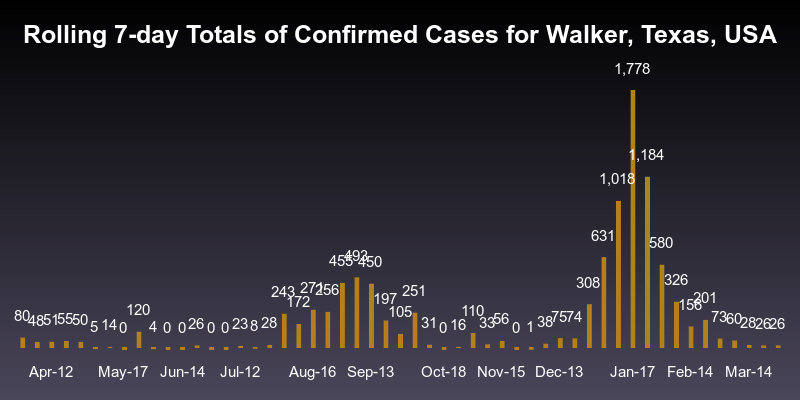 Rolling 7-day Totals of Confirmed Cases for Walker, Texas, USA
1,778
1,184
1,018
631
580
492
455 450
326
308
243 172 271 256
197 105 251
156 201
80 48 51 55 50 5 14 0 120 4 0 0 26 0 0 23 8 28
31 0 16 110 33 56 0 1 38 75 74
73 60 28 26 26
Apr-12 May-17 Jun-14 Jul-12 Aug-16 Sep-13 Oct-18 Nov-15 Dec-13 Jan-17 Feb-14 Mar-14